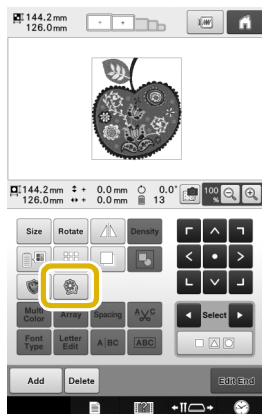 144.2 mm
126.0 mm
144.2 mm + 0.0 mm 0.0° 100 %
126.0 mm + 0.0 mm 13
Size Rotate Density
Multi Color Array Spacing A C
Font Type Letter Edit A BC ABC
Select
Add Delete Edit End